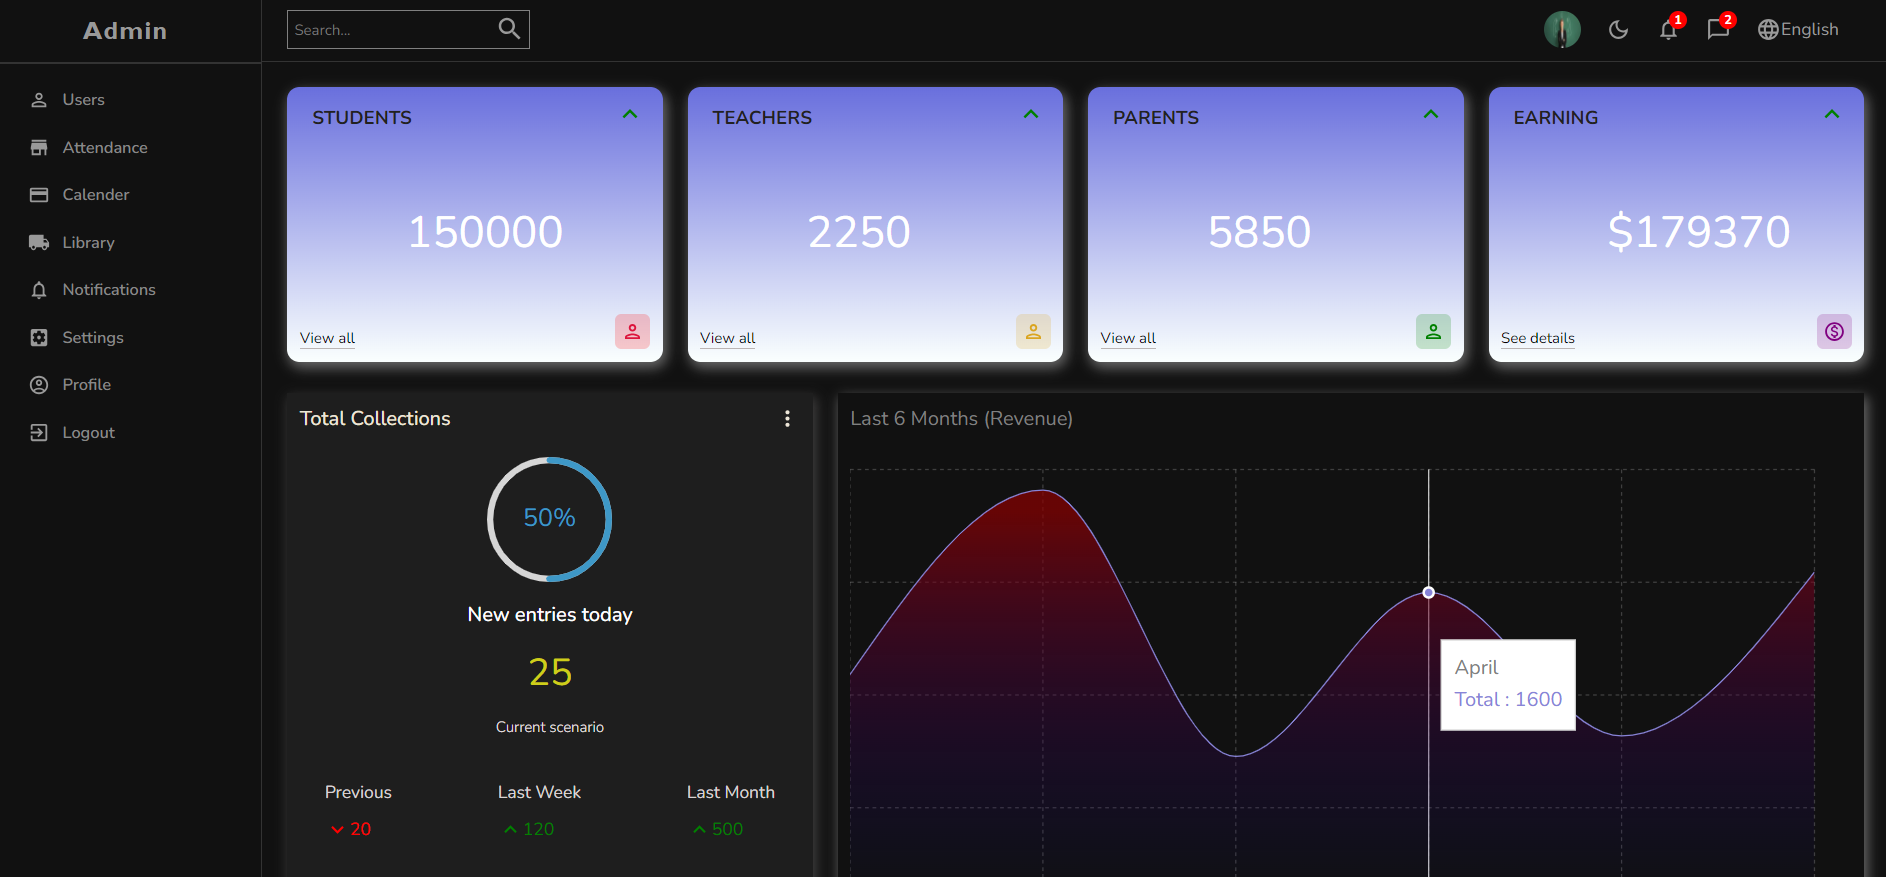 Admin
Search...
1
2
English
Users
Attendance
Calender
Library
Notifications
Settings
Profile
Logout
STUDENTS
150000
View all
TEACHERS
2250
View all
PARENTS
5850
View all
EARNING
$179370
See details
Total Collections
50%
New entries today
25
Current scenario
Previous
Last Week
Last Month
20
120
500
Last 6 Months (Revenue)
April
Total : 1600